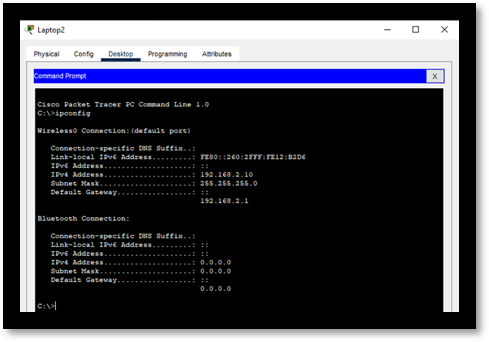 Laptop2
Physical Config Desktop Programming Attributes
Command Prompt X
Cisco Packet Tracer PC Command Line 1.0
C:\>ipconfig
Wireless0 Connection:(default port)
Connection-specific DNS Suffix..:
Link-local IPv6 Address.........: FE80::260:2FFF:FE12:B2D6
IPv6 Address....................: ::
IPv4 Address....................: 192.168.2.10
Subnet Mask.....................: 255.255.255.0
Default Gateway.................: ::
192.168.2.1
Bluetooth Connection:
Connection-specific DNS Suffix..:
Link-local IPv6 Address.........: ::
IPv6 Address....................: ::
IPv4 Address....................: 0.0.0.0
Subnet Mask.....................: 0.0.0.0
Default Gateway.................: ::
0.0.0.0
C:\>